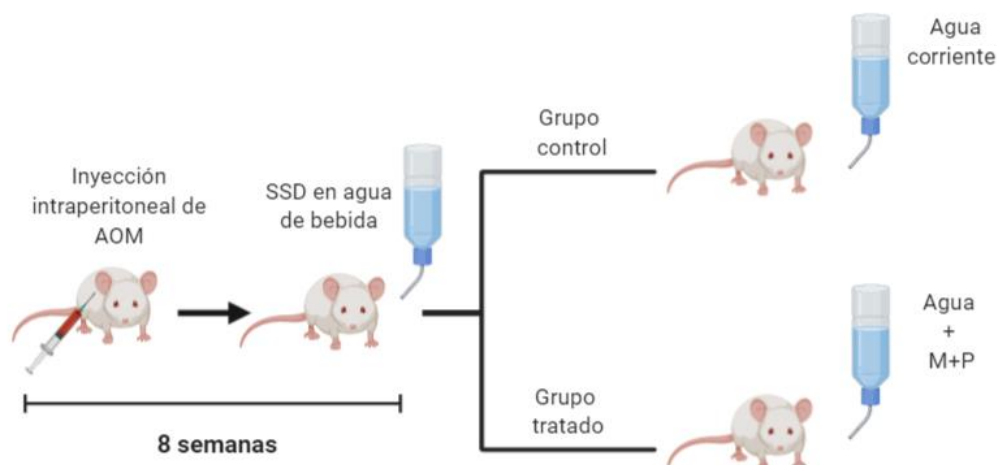 Inyección
intraperitoneal de
AOM
SSD en agua
de bebida
8 semanas
Grupo
control
Agua
corriente
Grupo
tratado
Agua
+
M+P